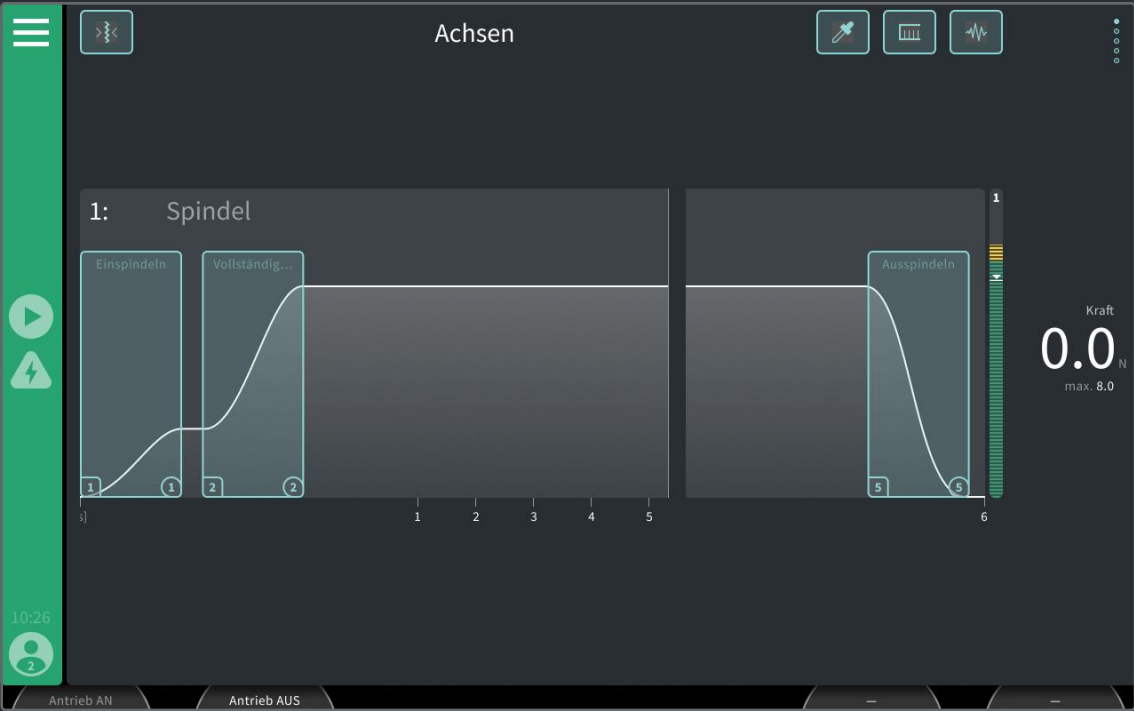 Achsen
1: Spindel
1
Einspindeln
Vollständig...
Ausspindeln
Kraft
0.0 N
max. 8.0
1 1 2 2 5 5
s] 1 2 3 4 5 6
10:26
2
Antrieb AN
Antrieb AUS
–
–